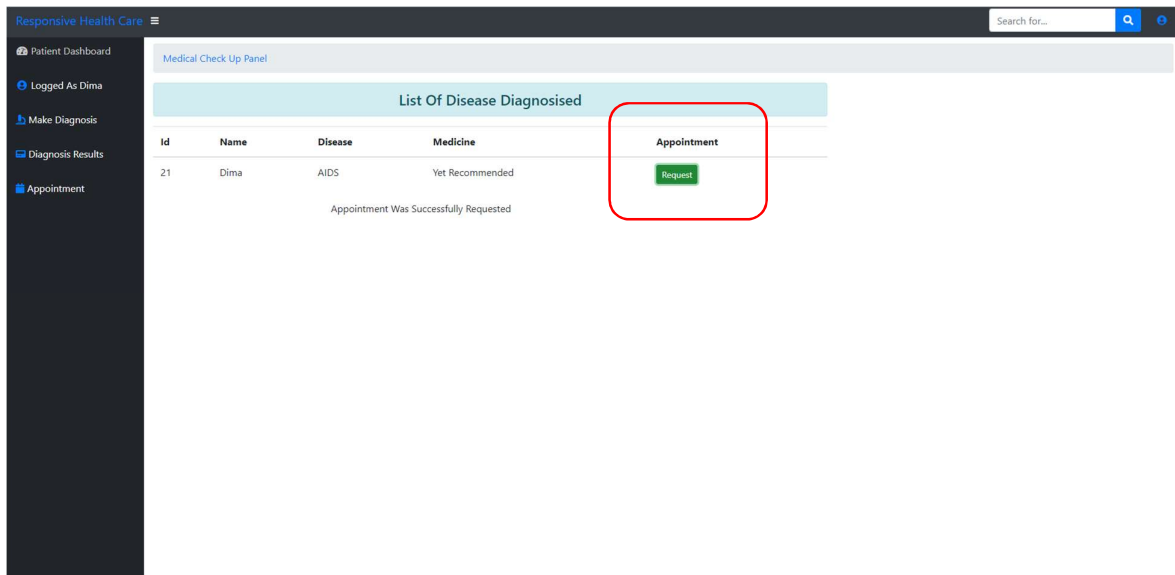 Responsive Health Care
Search for...
Patient Dashboard
Medical Check Up Panel
Logged As Dima
List Of Disease Diagnosised
Make Diagnosis
Id Name Disease Medicine Appointment
Diagnosis Results
21 Dima AIDS Yet Recommended Request
Appointment
Appointment Was Successfully Requested